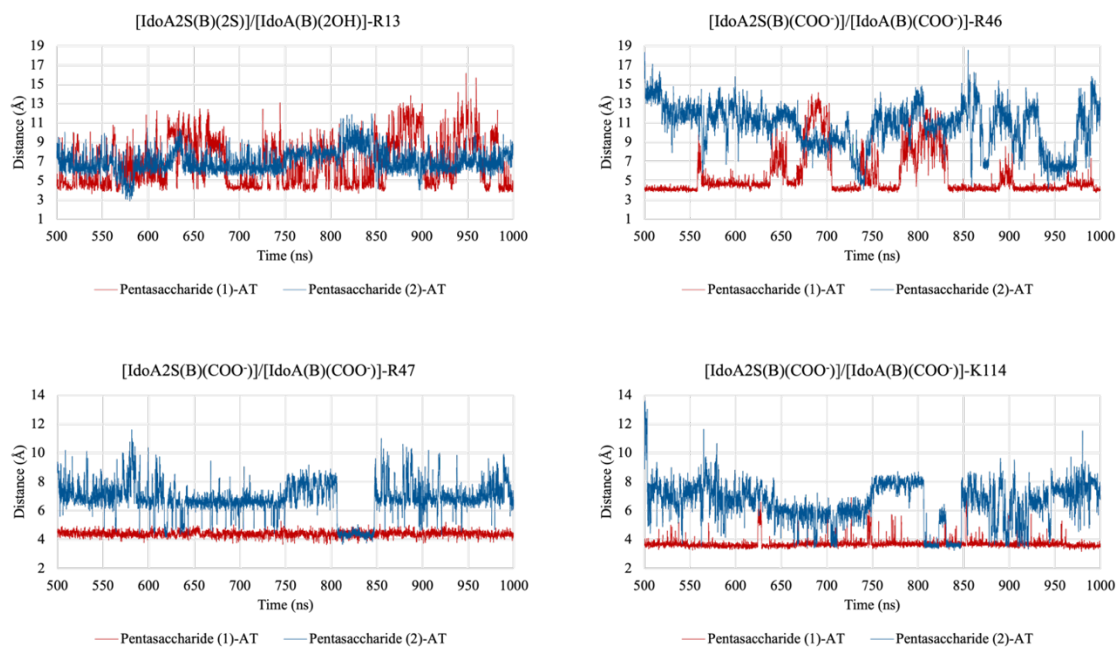 [IdoA2S(B)(2S)]/[IdoA(B)(2OH)]-R13
19
17
15
13
11
9
7
5
3
1
Distance (Å)
500 550 600 650 700 750 800 850 900 950 1000
Time (ns)
Pentasaccharide (1)-AT Pentasaccharide (2)-AT
[IdoA2S(B)(COO⁻)]/[IdoA(B)(COO⁻)]-R46
19
17
15
13
11
9
7
5
3
1
Distance (Å)
500 550 600 650 700 750 800 850 900 950 1000
Time (ns)
Pentasaccharide (1)-AT Pentasaccharide (2)-AT
[IdoA2S(B)(COO⁻)]/[IdoA(B)(COO⁻)]-R47
14
12
10
8
6
4
2
Distance (Å)
500 550 600 650 700 750 800 850 900 950 1000
Time (ns)
Pentasaccharide (1)-AT Pentasaccharide (2)-AT
[IdoA2S(B)(COO⁻)]/[IdoA(B)(COO⁻)]-K114
14
12
10
8
6
4
2
Distance (Å)
500 550 600 650 700 750 800 850 900 950 1000
Time (ns)
Pentasaccharide (1)-AT Pentasaccharide (2)-AT